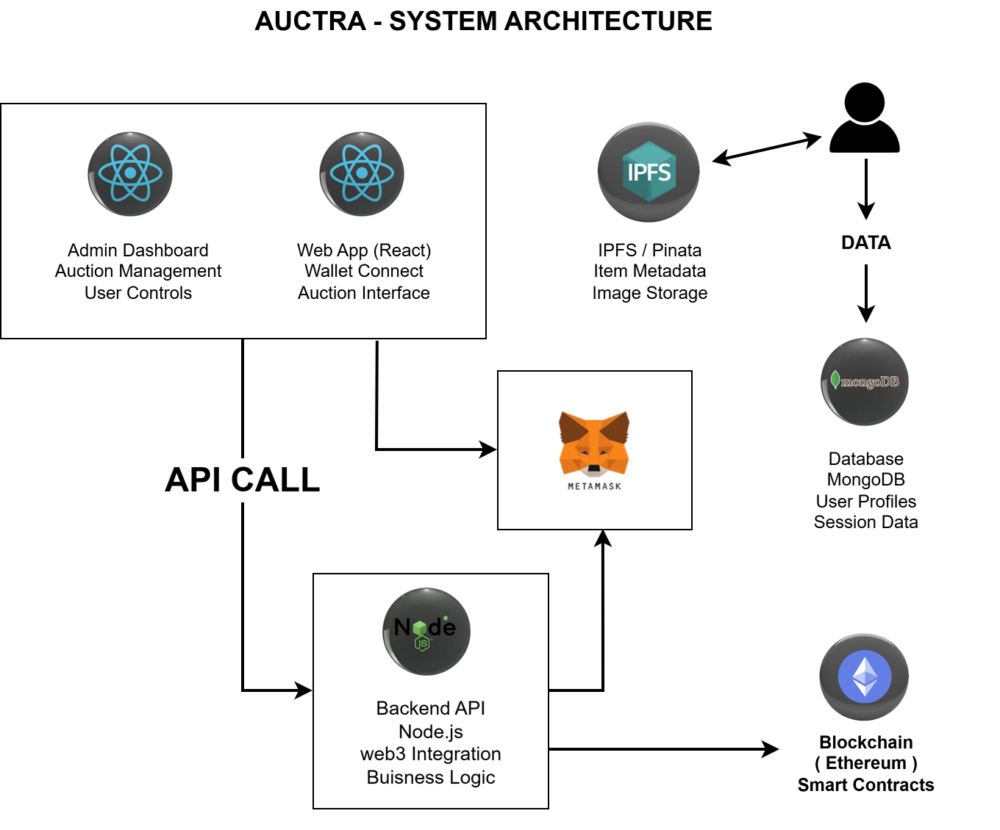 AUCTRA - SYSTEM ARCHITECTURE
Admin Dashboard
Auction Management
User Controls
Web App (React)
Wallet Connect
Auction Interface
IPFS
IPFS / Pinata
Item Metadata
Image Storage
DATA
mongoDB
Database
MongoDB
User Profiles
Session Data
API CALL
METAMASK
Node
JS
Backend API
Node.js
web3 Integration
Buisness Logic
Blockchain
( Ethereum )
Smart Contracts